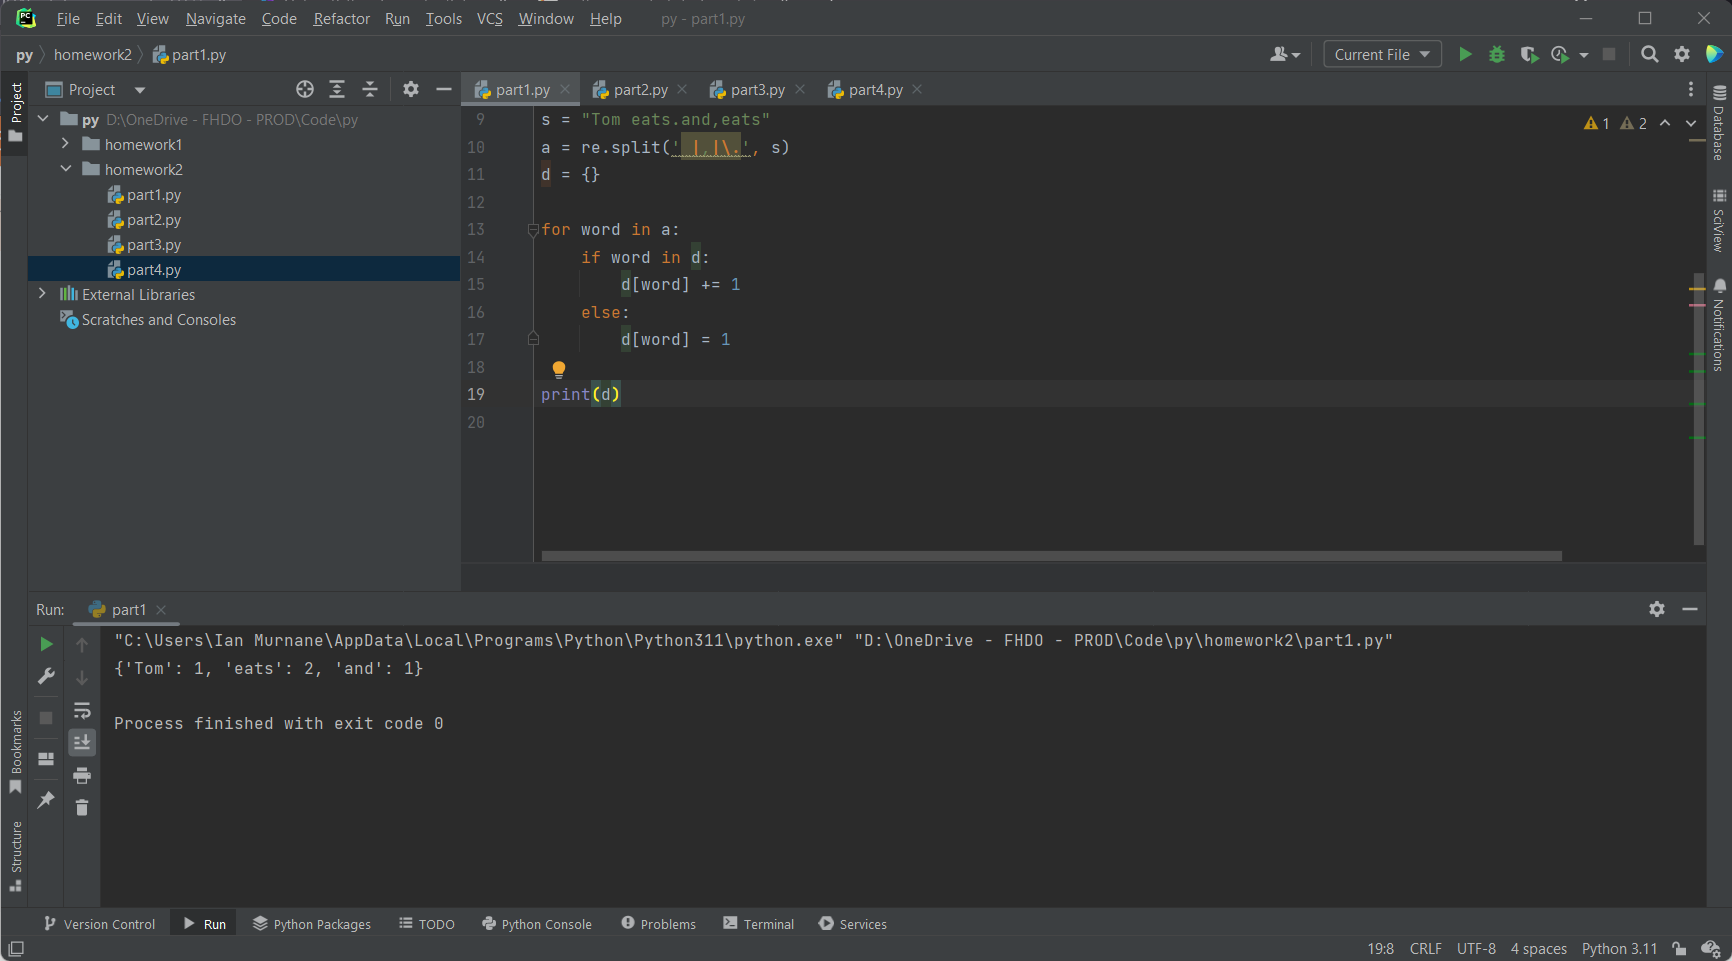 PC File Edit View Navigate Code Refactor Run Tools VCS Window Help py - part1.py
py homework2 part1.py Current File
Project part1.py part2.py part3.py part4.py
py D:\OneDrive - FHDO - PROD\Code\py
homework1
homework2
part1.py
part2.py
part3.py
part4.py
External Libraries
Scratches and Consoles
9 s = "Tom eats.and,eats"
10 a = re.split(' |,|\.', s)
11 d = {}
12
13 for word in a:
14 if word in d:
15 d[word] += 1
16 else:
17 d[word] = 1
18
19 print(d)
20
1 2
Project
Bookmarks
Structure
Database
SciView
Notifications
Run: part1
"C:\Users\Ian Murnane\AppData\Local\Programs\Python\Python311\python.exe" "D:\OneDrive - FHDO - PROD\Code\py\homework2\part1.py"
{'Tom': 1, 'eats': 2, 'and': 1}
Process finished with exit code 0
Version Control Run Python Packages TODO Python Console Problems Terminal Services
19:8 CRLF UTF-8 4 spaces Python 3.11